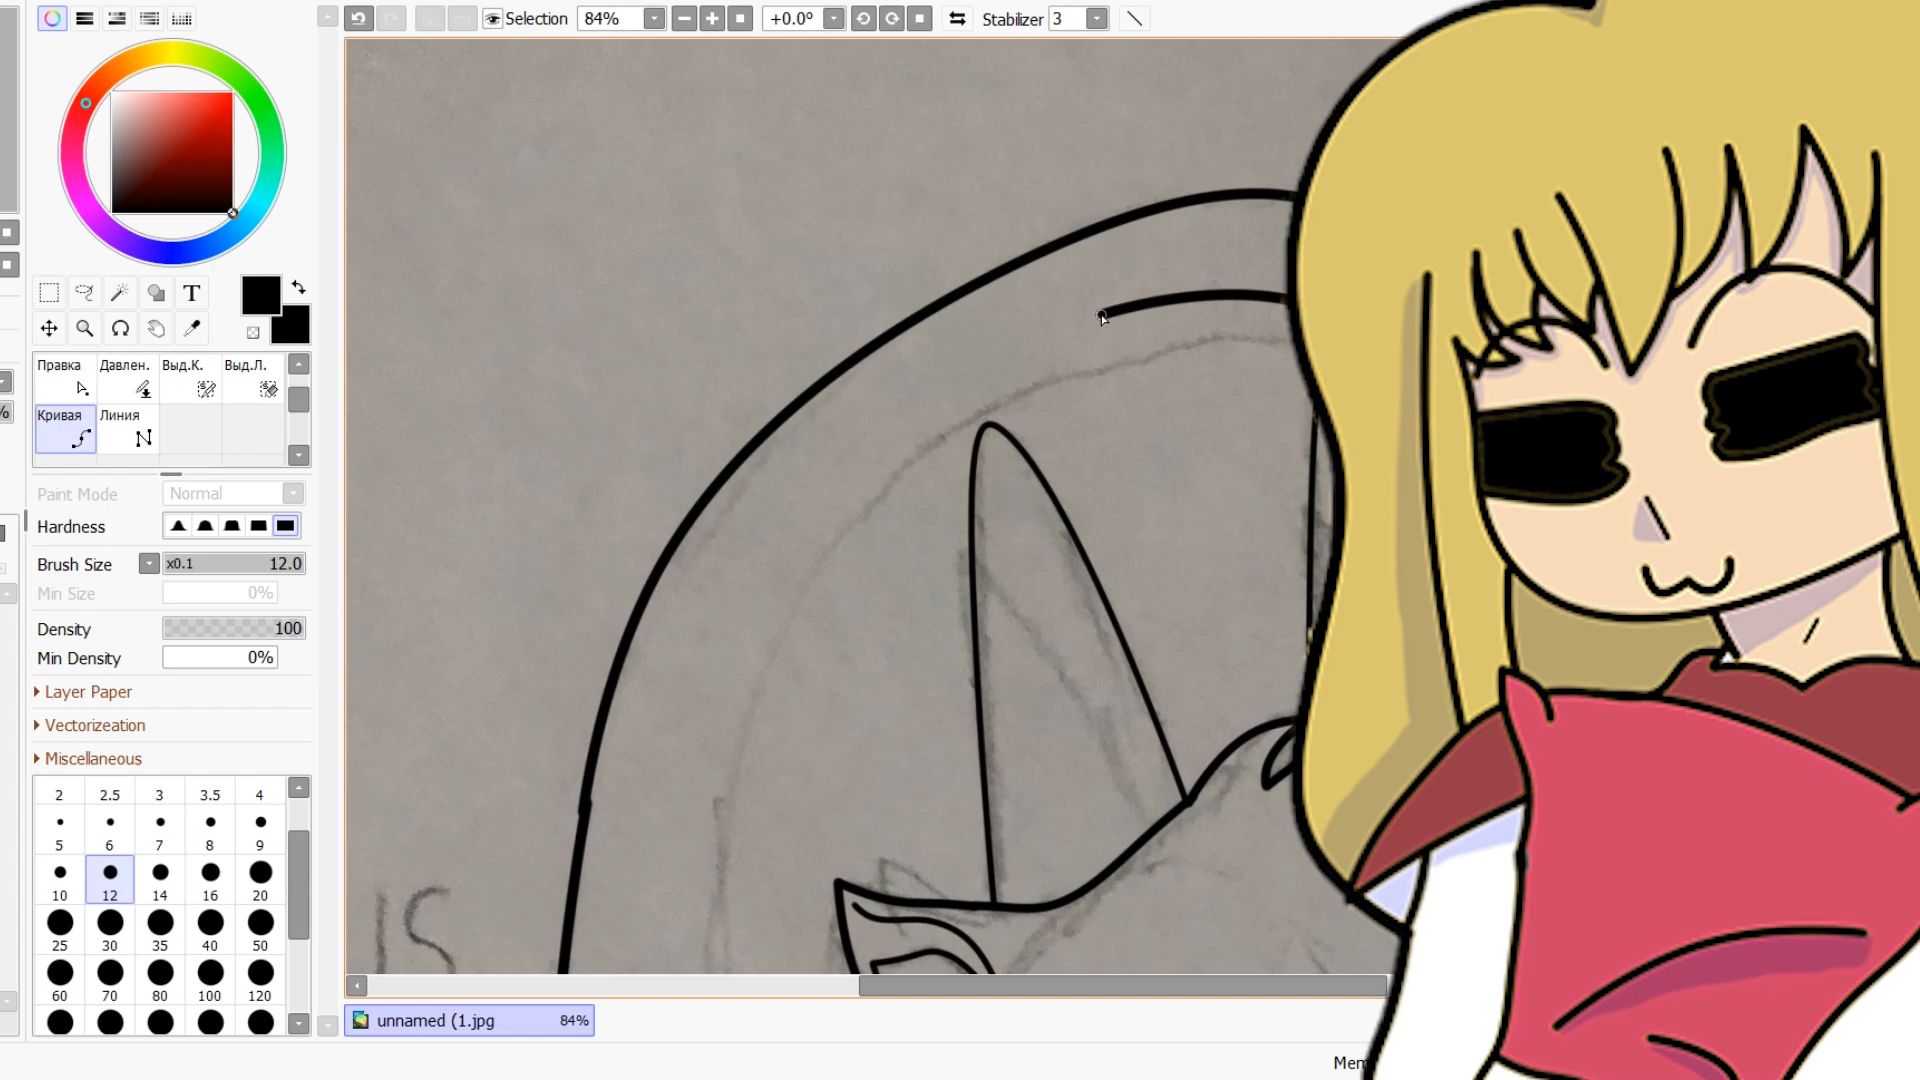 Selection 84% +0.0° Stabilizer 3
T
Правка Давлен. Выд.К. Выд.Л.
Кривая Линия
Paint Mode Normal
Hardness
Brush Size x0.1 12.0
Min Size 0%
Density 100
Min Density 0%
Layer Paper
Vectorizeation
Miscellaneous
2 2.5 3 3.5 4
5 6 7 8 9
10 12 14 16 20
25 30 35 40 50
60 70 80 100 120
%
unnamed (1.jpg 84%